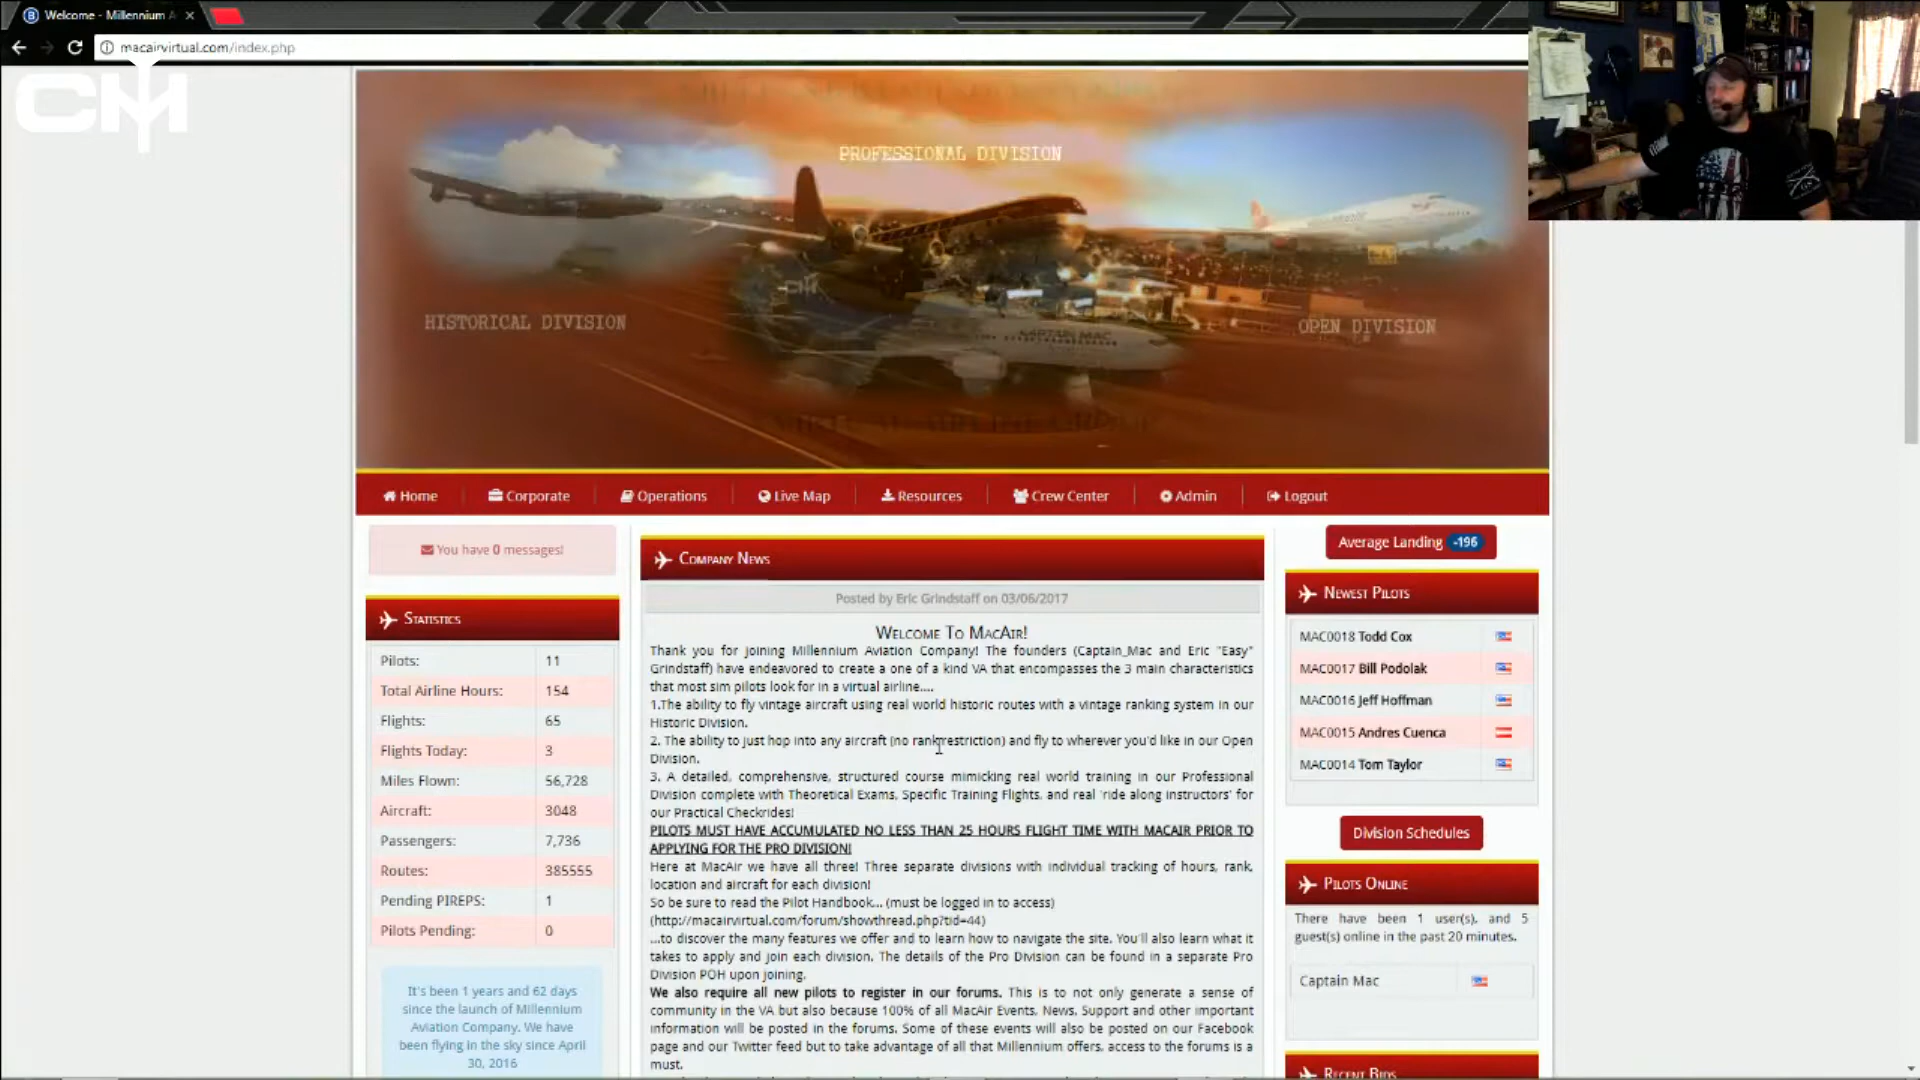 Welcome - Millennium A
macairvirtual.com/index.php
CM
PROFESSIONAL DIVISION
HISTORICAL DIVISION
OPEN DIVISION
CAPTAIN MAC
Home
Corporate
Operations
Live Map
Resources
Crew Center
Admin
Logout
You have 0 messages!
Statistics
Pilots: 11
Total Airline Hours: 154
Flights: 65
Flights Today: 3
Miles Flown: 56,728
Aircraft: 3048
Passengers: 7,736
Routes: 385555
Pending PIREPS: 1
Pilots Pending: 0
It's been 1 years and 62 days
since the launch of Millennium
Aviation Company. We have
been flying in the sky since April
30, 2016
Company News
Posted by Eric Grindstaff on 03/06/2017
Welcome To MacAir!
Thank you for joining Millennium Aviation Company! The founders (Captain_Mac and Eric "Easy"
Grindstaff) have endeavored to create a one of a kind VA that encompasses the 3 main characteristics
that most sim pilots look for in a virtual airline....
1.The ability to fly vintage aircraft using real world historic routes with a vintage ranking system in our
Historic Division.
2. The ability to just hop into any aircraft (no rank restriction) and fly to wherever you'd like in our Open
Division.
3. A detailed, comprehensive, structured course mimicking real world training in our Professional
Division complete with Theoretical Exams, Specific Training Flights, and real 'ride along instructors' for
our Practical Checkrides!
PILOTS MUST HAVE ACCUMULATED NO LESS THAN 25 HOURS FLIGHT TIME WITH MACAIR PRIOR TO
APPLYING FOR THE PRO DIVISION!
Here at MacAir we have all three! Three separate divisions with individual tracking of hours, rank,
location and aircraft for each division!
So be sure to read the Pilot Handbook... (must be logged in to access)
(http://macairvirtual.com/forum/showthread.php?tid=44)
...to discover the many features we offer and to learn how to navigate the site. You'll also learn what it
takes to apply and join each division. The details of the Pro Division can be found in a separate Pro
Division POH upon joining.
We also require all new pilots to register in our forums. This is to not only generate a sense of
community in the VA but also because 100% of all MacAir Events, News, Support and other important
information will be posted in the forums. Some of these events will also be posted on our Facebook
page and our Twitter feed but to take advantage of all that Millennium offers, access to the forums is a
must.
Average Landing -196
Newest Pilots
MAC0018 Todd Cox
MAC0017 Bill Podolak
MAC0016 Jeff Hoffman
MAC0015 Andres Cuenca
MAC0014 Tom Taylor
Division Schedules
Pilots Online
There have been 1 user(s), and 5
guest(s) online in the past 20 minutes.
Captain Mac
Recent Bids